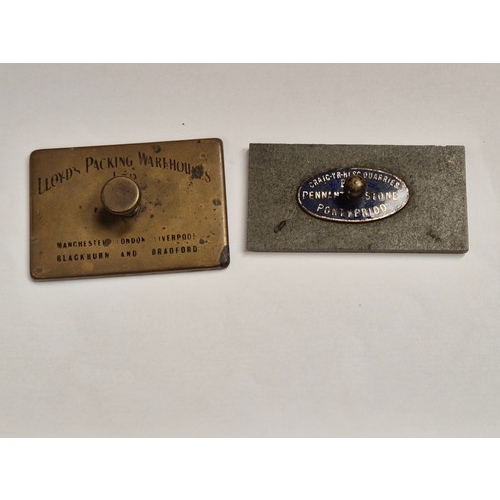 LLOYD'S PACKING WAREHOUSES
LTD
MANCHESTER LONDON LIVERPOOL
BLACKBURN AND BRADFORD
CRAIG-YR-HESG QUARRIES
PENNANT STONE
PONTYPRIDD